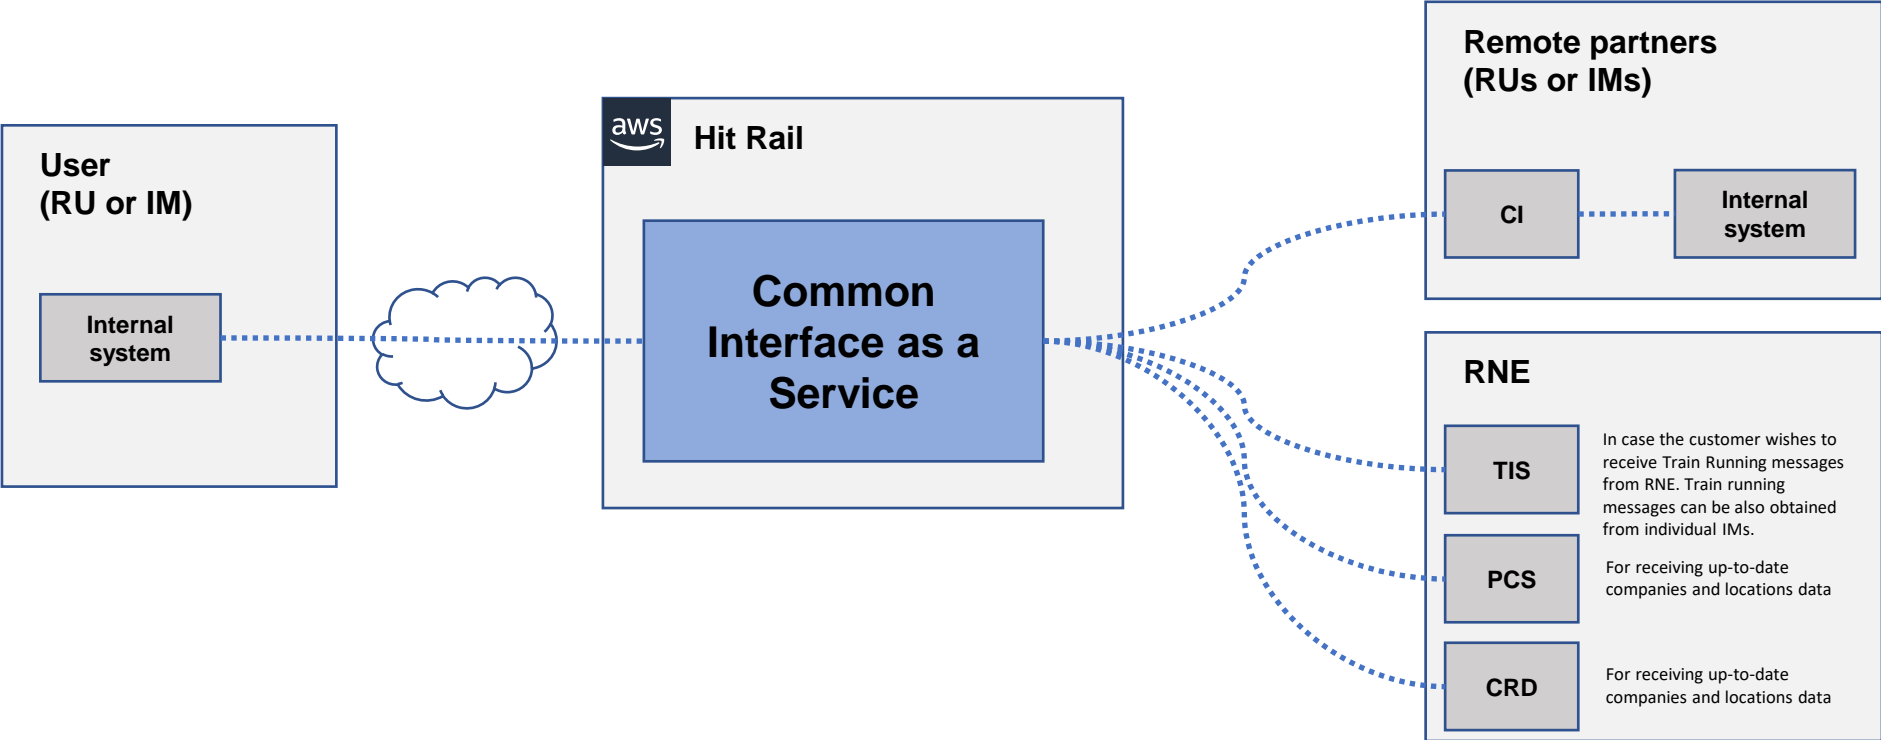 User
(RU or IM)
Internal
system
aws
Hit Rail
Common
Interface as a
Service
Remote partners
(RUs or IMs)
CI
Internal
system
RNE
TIS
In case the customer wishes to
receive Train Running messages
from RNE. Train running
messages can be also obtained
from individual IMs.
PCS
For receiving up-to-date
companies and locations data
CRD
For receiving up-to-date
companies and locations data